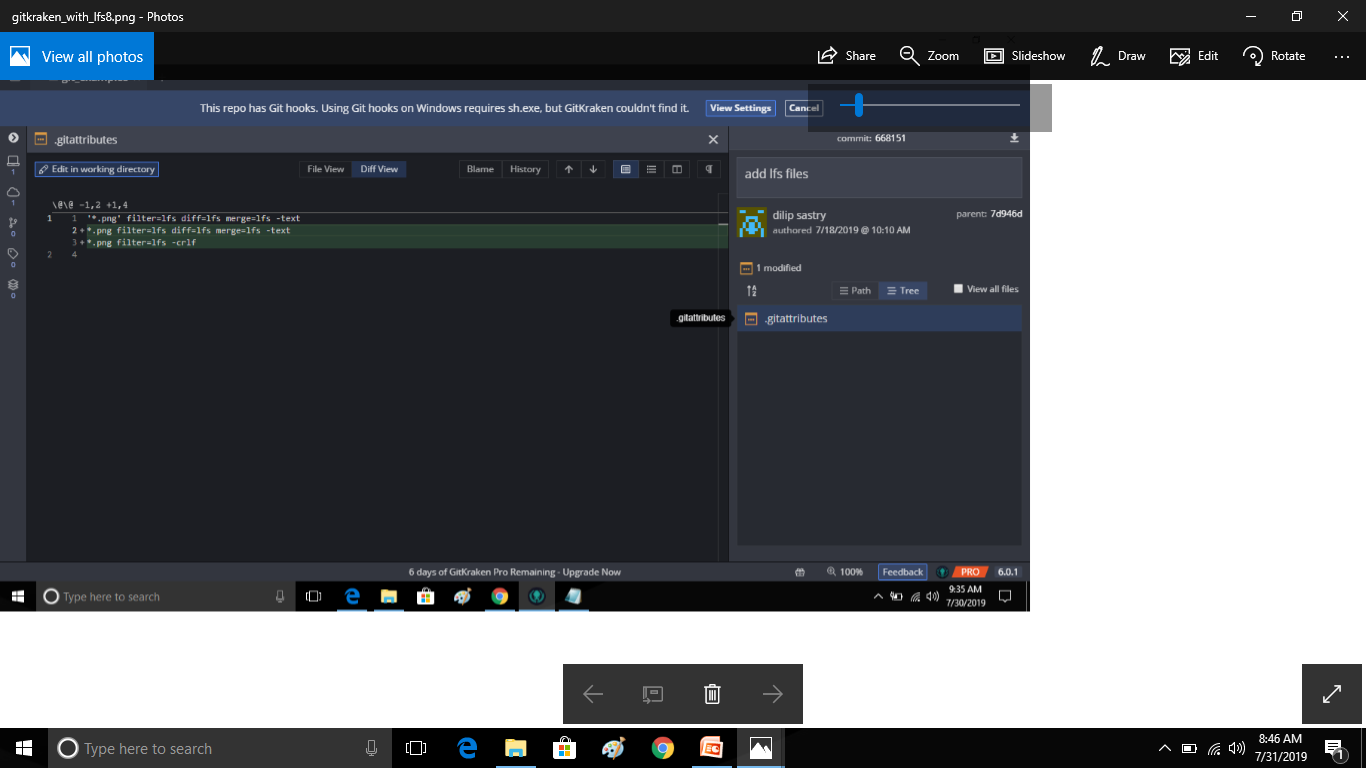 gitkraken_with_lfs8.png - Photos
View all photos
Share
Zoom
Slideshow
Draw
Edit
Rotate
This repo has Git hooks. Using Git hooks on Windows requires sh.exe, but GitKraken couldn't find it.
View Settings
Cancel
.gitattributes
commit: 668151
Edit in working directory
File View
Diff View
Blame
History
add lfs files
\@\@ -1,2 +1,4
1 1 '*.png' filter=lfs diff=lfs merge=lfs -text
2 +*.png filter=lfs diff=lfs merge=lfs -text
3 +*.png filter=lfs -crlf
2 4
dilip sastry
parent: 7d946d
authored 7/18/2019 @ 10:10 AM
1 modified
Path
Tree
View all files
.gitattributes
.gitattributes
1
1
0
0
0
6 days of GitKraken Pro Remaining - Upgrade Now
100%
Feedback
PRO
6.0.1
Type here to search
9:35 AM
7/30/2019
Type here to search
8:46 AM
7/31/2019
1